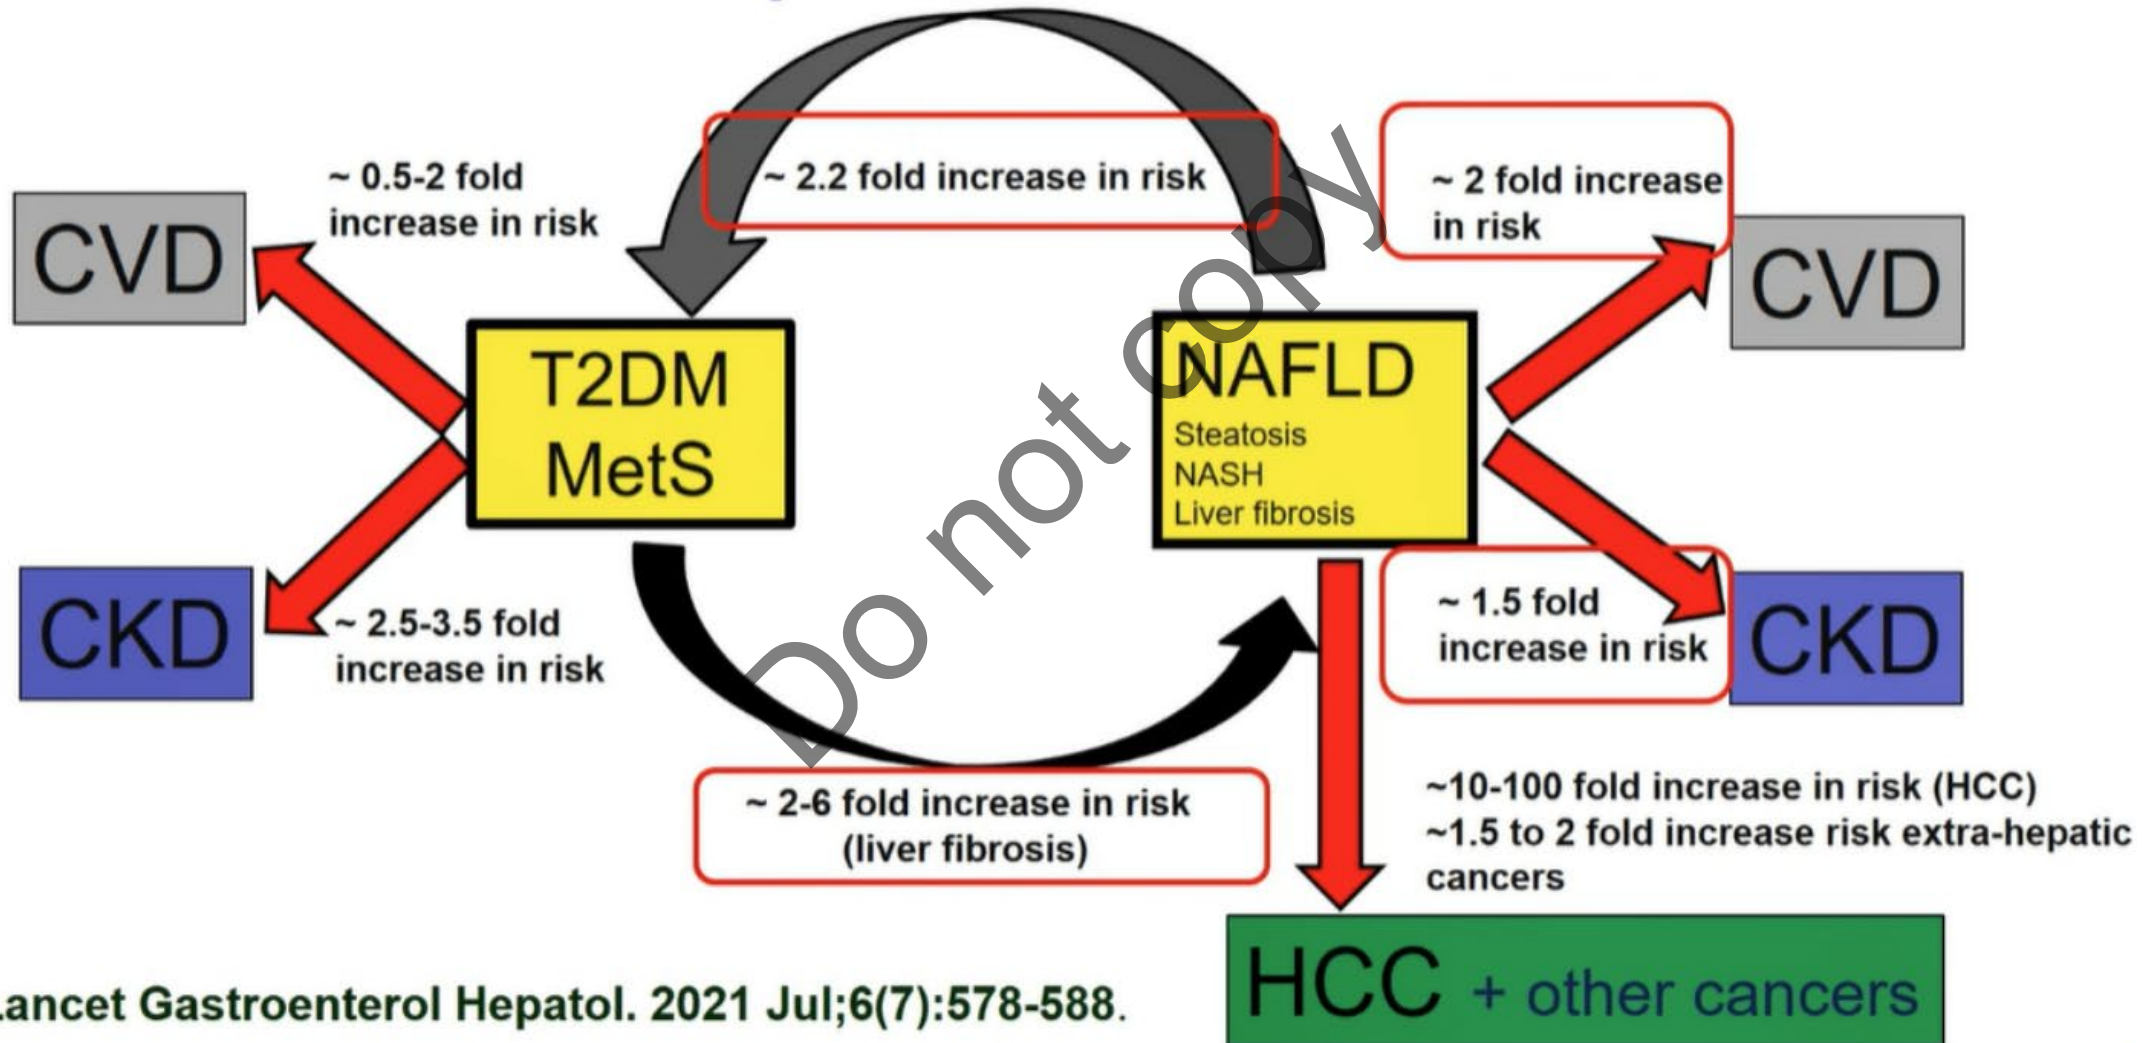 ~ 0.5-2 fold
increase in risk
~ 2.2 fold increase in risk
~ 2 fold increase
in risk
CVD
CVD
T2DM
MetS
NAFLD
Steatosis
NASH
Liver fibrosis
CKD
~ 2.5-3.5 fold
increase in risk
~ 1.5 fold
increase in risk
CKD
~ 2-6 fold increase in risk
(liver fibrosis)
~10-100 fold increase in risk (HCC)
~1.5 to 2 fold increase risk extra-hepatic
cancers
HCC + other cancers
Gastroenterol Hepatol. 2021 Jul;6(7):578-588.
Do not copy